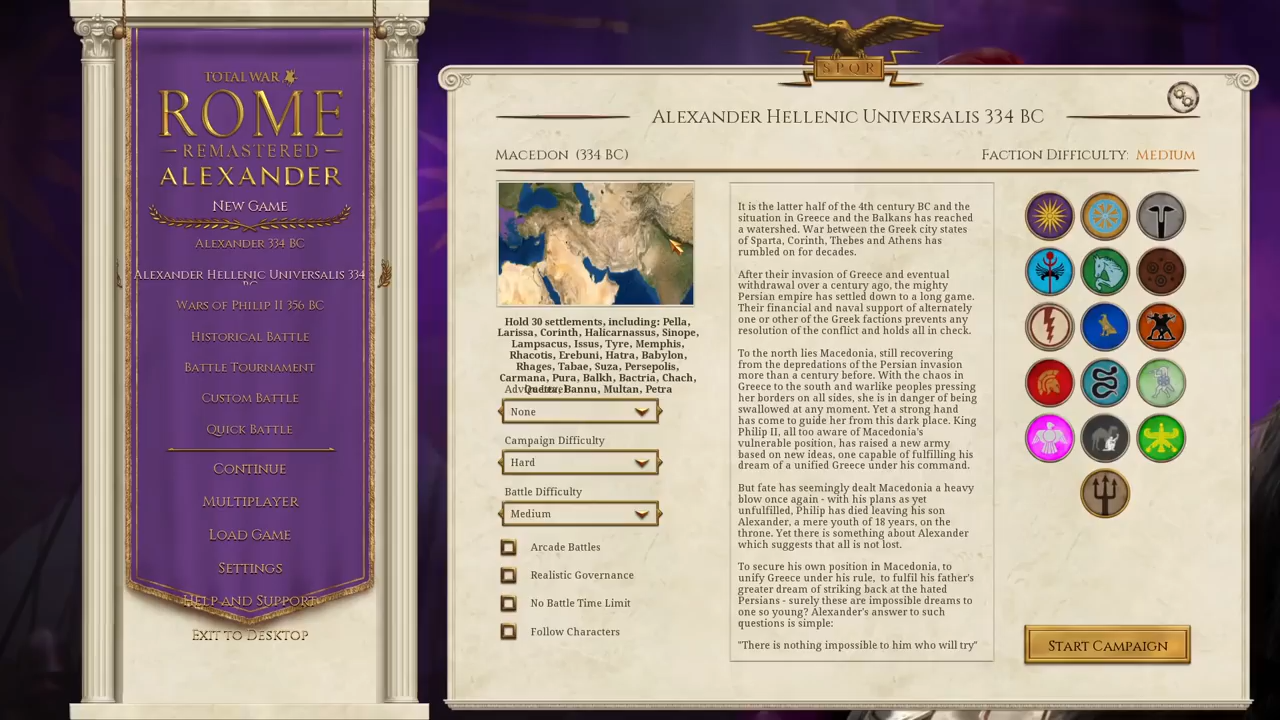 TOTAL WAR
ROME
REMASTERED
ALEXANDER
NEW GAME
ALEXANDER 334 BC
ALEXANDER HELLENIC UNIVERSALIS 334
BC
WARS OF PHILIP II 356 BC
HISTORICAL BATTLE
BATTLE TOURNAMENT
CUSTOM BATTLE
QUICK BATTLE
CONTINUE
MULTIPLAYER
LOAD GAME
SETTINGS
HELP AND SUPPORT
EXIT TO DESKTOP
SPQR
ALEXANDER HELLENIC UNIVERSALIS 334 BC
MACEDON (334 BC)
FACTION DIFFICULTY: MEDIUM
Hold 30 settlements, including: Pella,
Larissa, Corinth, Halicarnassus, Sinope,
Lampsacus, Issus, Tyre, Memphis,
Rhacotis, Erebuni, Hatra, Babylon,
Rhages, Tabae, Suza, Persepolis,
Carmana, Pura, Balkh, Bactria, Chach,
Quetta, Bannu, Multan, Petra
None
Campaign Difficulty
Hard
Battle Difficulty
Medium
Arcade Battles
Realistic Governance
No Battle Time Limit
Follow Characters
It is the latter half of the 4th century BC and the
situation in Greece and the Balkans has reached
a watershed. War between the Greek city states
of Sparta, Corinth, Thebes and Athens has
rumbled on for decades.
After their invasion of Greece and eventual
withdrawal over a century ago, the mighty
Persian empire has settled down to a long game.
Their financial and naval support of alternately
one or other of the Greek factions prevents any
resolution of the conflict and holds all in check.
To the north lies Macedonia, still recovering
from the depredations of the Persian invasion
more than a century before. With the chaos in
Greece to the south and warlike peoples pressing
her borders on all sides, she is in danger of being
swallowed at any moment. Yet a strong hand
has come to guide her from this dark place. King
Philip II, all too aware of Macedonia's
vulnerable position, has raised a new army
based on new ideas, one capable of fulfilling his
dream of a unified Greece under his command.
But fate has seemingly dealt Macedonia a heavy
blow once again - with his plans as yet
unfulfilled, Philip has died leaving his son
Alexander, a mere youth of 18 years, on the
throne. Yet there is something about Alexander
which suggests that all is not lost.
To secure his own position in Macedonia, to
unify Greece under his rule, to fulfil his father's
greater dream of striking back at the hated
Persians - surely these are impossible dreams to
one so young? Alexander's answer to such
questions is simple:
"There is nothing impossible to him who will try"
START CAMPAIGN